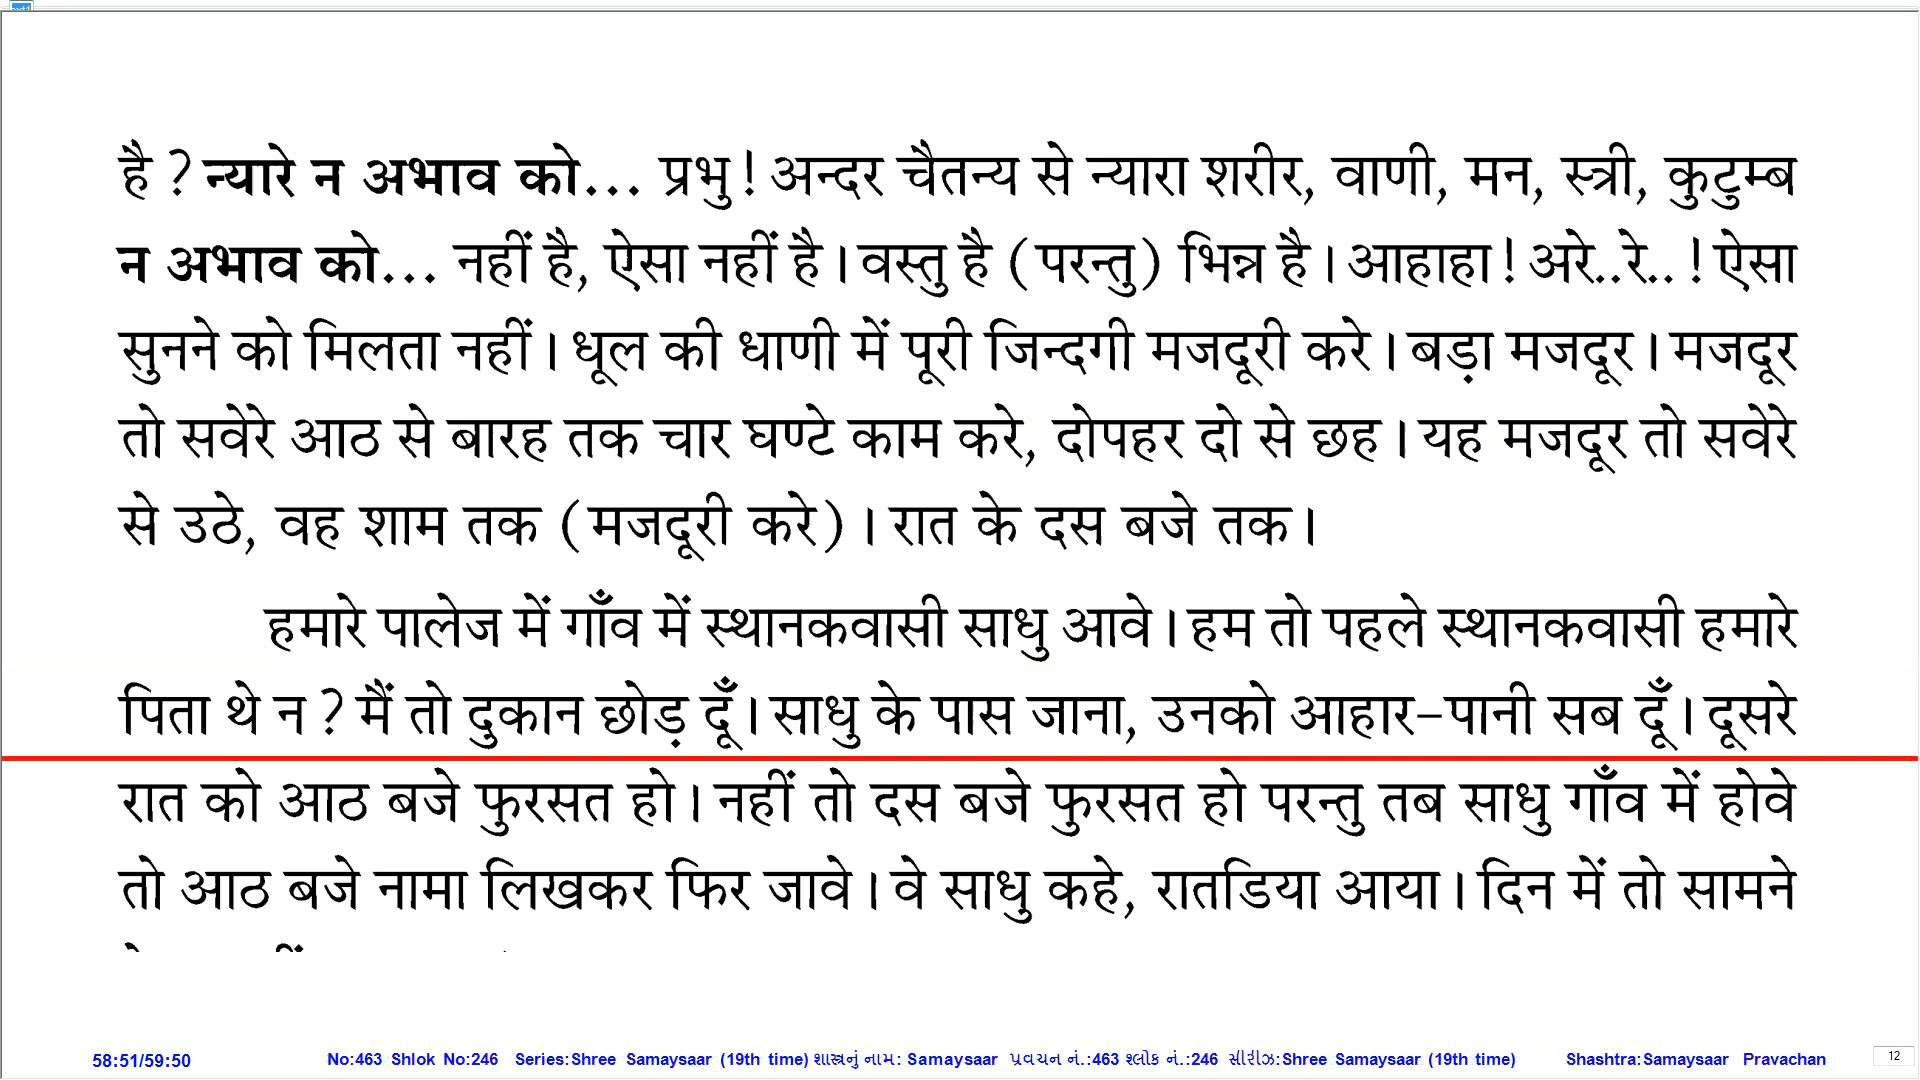 है ? न्यारे न अभाव को... प्रभु ! अन्दर चैतन्य से न्यारा शरीर, वाणी, मन, स्त्री, कुटुम्ब
न अभाव को... नहीं है, ऐसा नहीं है । वस्तु है (परन्तु) भिन्न है । आहाहा ! अरे..रे.. ! ऐसा
सुनने को मिलता नहीं । धूल की धाणी में पूरी जिन्दगी मजदूरी करे । बड़ा मजदूर । मजदूर
तो सवेरे आठ से बारह तक चार घण्टे काम करे, दोपहर दो से छह । यह मजदूर तो सवेरे
से उठे, वह शाम तक (मजदूरी करे) । रात के दस बजे तक ।
हमारे पालेज में गाँव में स्थानकवासी साधु आवे । हम तो पहले स्थानकवासी हमारे
पिता थे न ? मैं तो दुकान छोड़ दूँ । साधु के पास जाना, उनको आहार-पानी सब दूँ । दूसरे
रात को आठ बजे फुरसत हो । नहीं तो दस बजे फुरसत हो परन्तु तब साधु गाँव में होवे
तो आठ बजे नामा लिखकर फिर जावे । वे साधु कहे, रातडिया आया । दिन में तो सामने
58:51/59:50 No:463 Shlok No:246 Series:Shree Samaysaar (19th time) શાસ્ત્રનું નામ: Samaysaar પ્રવચન નં.:463 શ્લોક નં.:246 સીરીઝ:Shree Samaysaar (19th time) Shashtra:Samaysaar Pravachan 12